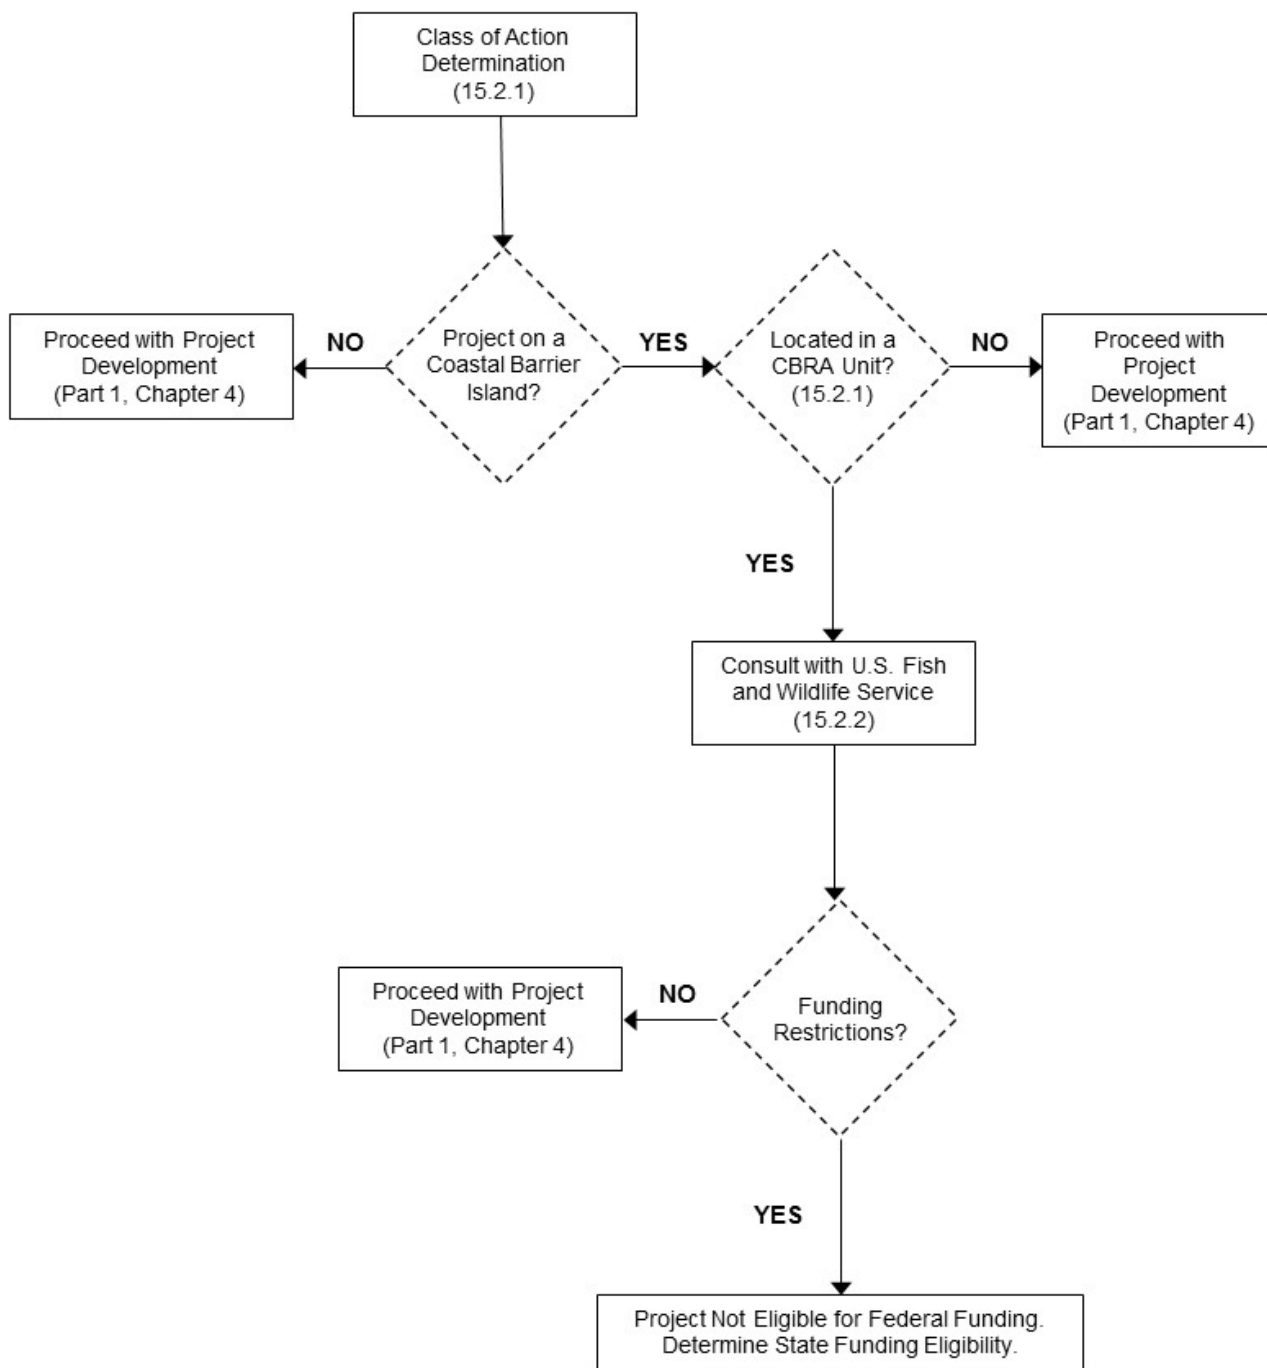 Class of Action
Determination
(15.2.1)
Proceed with Project
Development
(Part 1, Chapter 4)
NO
Project on a
Coastal Barrier
Island?
YES
Located in a
CBRA Unit?
(15.2.1)
NO
Proceed with
Project
Development
(Part 1, Chapter 4)
YES
Consult with U.S. Fish
and Wildlife Service
(15.2.2)
Proceed with Project
Development
(Part 1, Chapter 4)
NO
Funding
Restrictions?
YES
Project Not Eligible for Federal Funding.
Determine State Funding Eligibility.